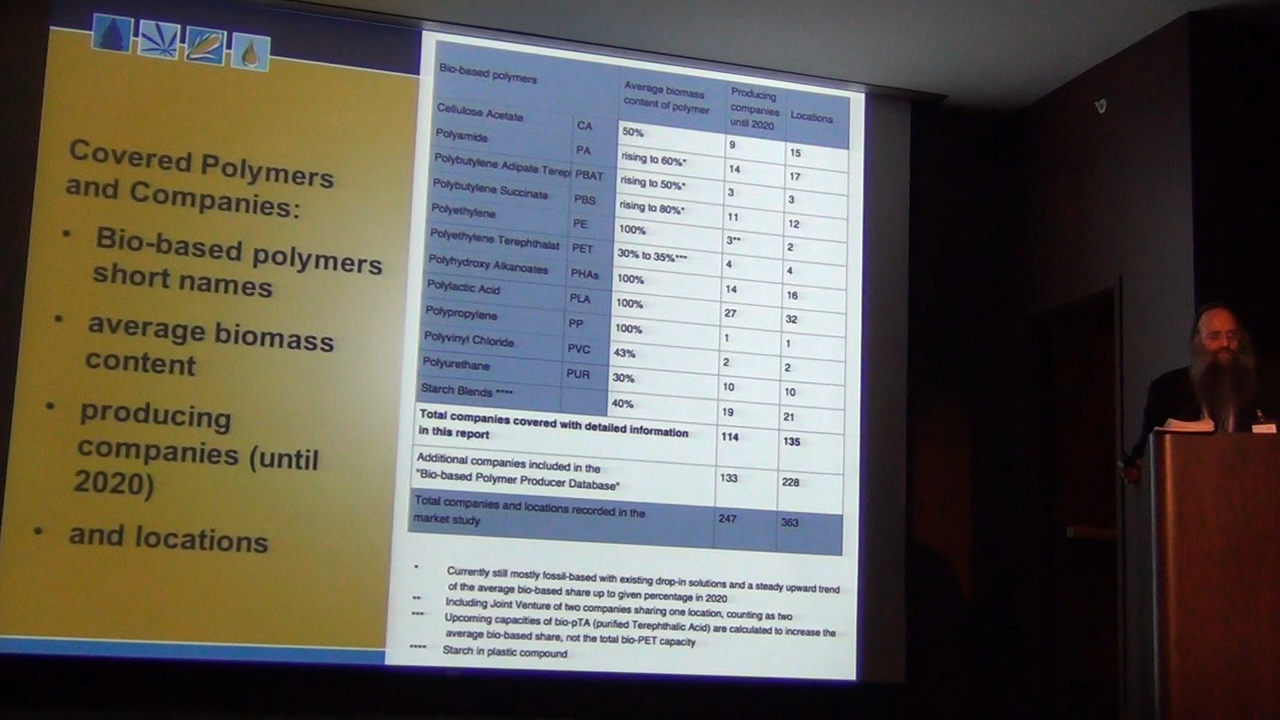 Covered Polymers
and Companies:
• Bio-based polymers
short names
• average biomass
content
• producing
companies (until
2020)
• and locations
Bio-based polymers Average biomass content of polymer Producing companies until 2020 Locations
Cellulose Acetate CA 50% 9 15
Polyamide PA rising to 60%* 14 17
Polybutylene Adipate Terep PBAT rising to 50%* 3 3
Polybutylene Succinate PBS rising to 80%* 11 12
Polyethylene PE 100% 3** 2
Polyethylene Terephthalat PET 30% to 35%*** 4 4
Polyhydroxy Alkanoates PHAs 100% 14 16
Polylactic Acid PLA 100% 27 32
Polypropylene PP 100% 1 1
Polyvinyl Chloride PVC 43% 2 2
Polyurethane PUR 30% 10 10
Starch Blends **** 40% 19 21
Total companies covered with detailed information
in this report 114 135
Additional companies included in the
"Bio-based Polymer Producer Database" 133 228
Total companies and locations recorded in the
market study 247 363
* Currently still mostly fossil-based with existing drop-in solutions and a steady upward trend
of the average bio-based share up to given percentage in 2020
** Including Joint Venture of two companies sharing one location, counting as two
*** Upcoming capacities of bio-pTA (purified Terephthalic Acid) are calculated to increase the
average bio-based share, not the total bio-PET capacity
**** Starch in plastic compound